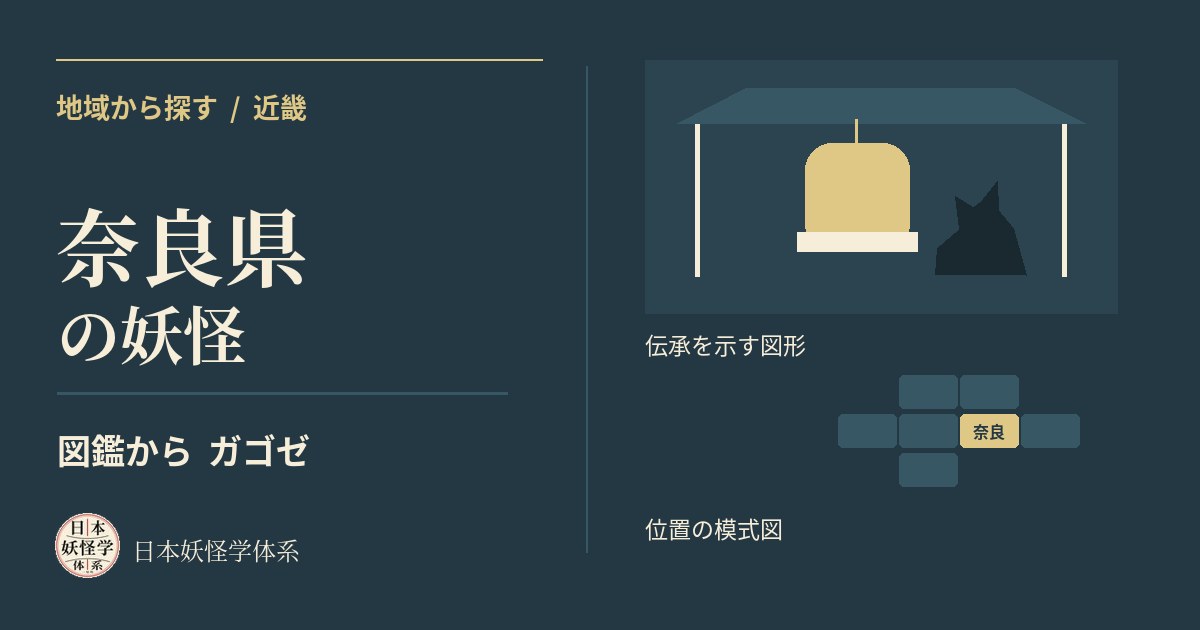 地域から探す / 近畿
奈良県
の妖怪
図鑑から ガゴゼ
日本
妖怪学
体系
日本妖怪学体系
伝承を示す図形
奈良
位置の模式図